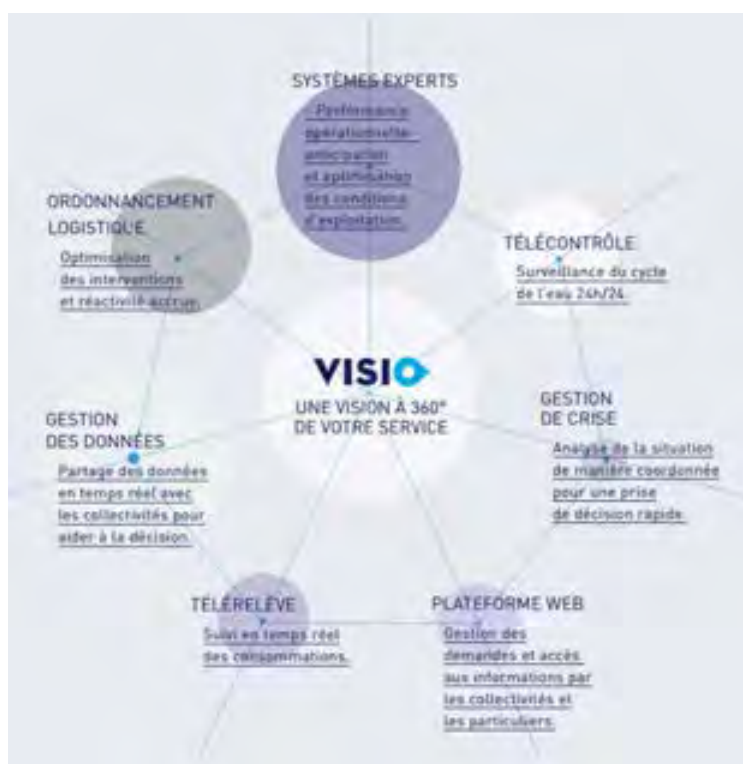 SYSTÈMES EXPERTS
Performance
opérationnelle
anticipation
et optimisation
des conditions
d'exploitation.
ORDONNANCEMENT
LOGISTIQUE
Optimisation
des interventions
et réactivité accrue.
TÉLÉCONTRÔLE
Surveillance du cycle
de l'eau 24h/24.
VISIO
UNE VISION À 360°
DE VOTRE SERVICE
GESTION
DE CRISE
Analyse de la situation
de manière coordonnée
pour une prise
de décision rapide.
GESTION
DES DONNÉES
Partage des données
en temps réel avec
les collectivités pour
aider à la décision.
TÉLÉRELÈVE
Suivi en temps réel
des consommations.
PLATEFORME WEB
Gestion des
demandes et accès
aux informations par
les collectivités et
les particuliers.